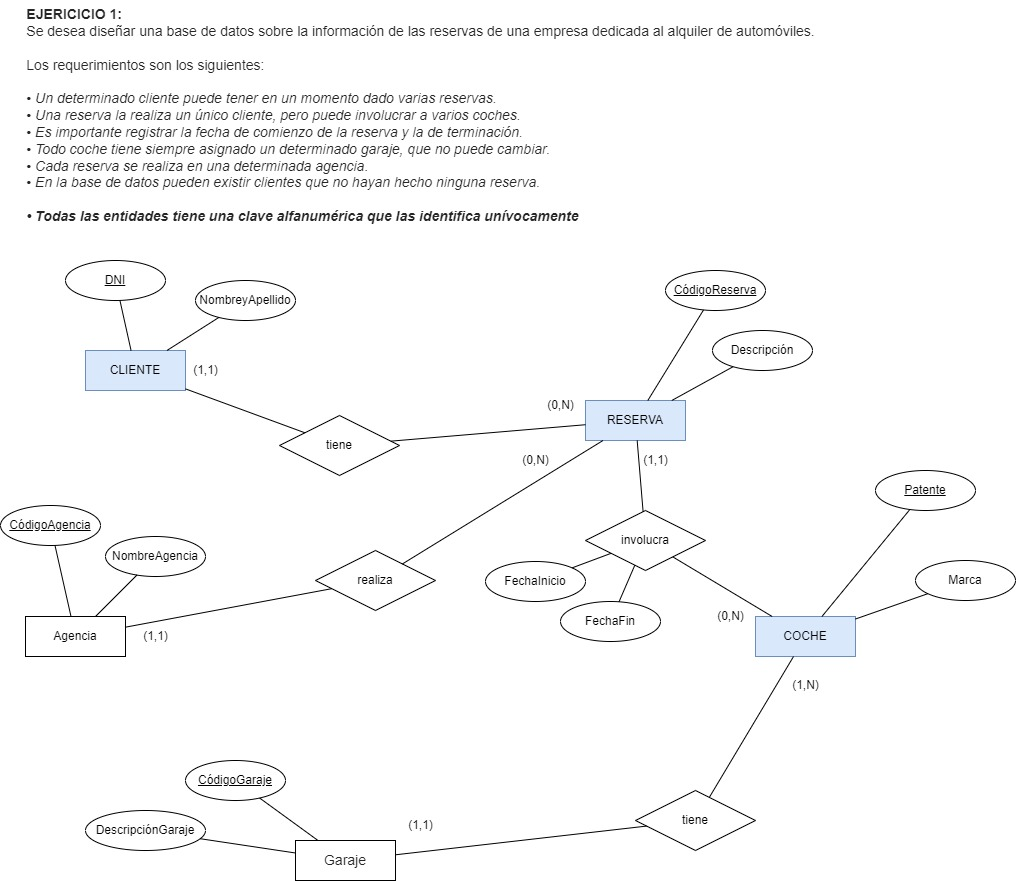 EJERICICIO 1:
Se desea diseñar una base de datos sobre la información de las reservas de una empresa dedicada al alquiler de automóviles.
Los requerimientos son los siguientes:
• Un determinado cliente puede tener en un momento dado varias reservas.
• Una reserva la realiza un único cliente, pero puede involucrar a varios coches.
• Es importante registrar la fecha de comienzo de la reserva y la de terminación.
• Todo coche tiene siempre asignado un determinado garaje, que no puede cambiar.
• Cada reserva se realiza en una determinada agencia.
• En la base de datos pueden existir clientes que no hayan hecho ninguna reserva.
• Todas las entidades tiene una clave alfanumérica que las identifica unívocamente
DNI
NombreyApellido
CódigoReserva
Descripción
CLIENTE
(1,1)
(0,N)
RESERVA
tiene
(0,N)
(1,1)
Patente
CódigoAgencia
NombreAgencia
involucra
realiza
FechaInicio
Marca
FechaFin
(0,N)
Agencia
(1,1)
COCHE
(1,N)
CódigoGaraje
DescripciónGaraje
(1,1)
tiene
Garaje